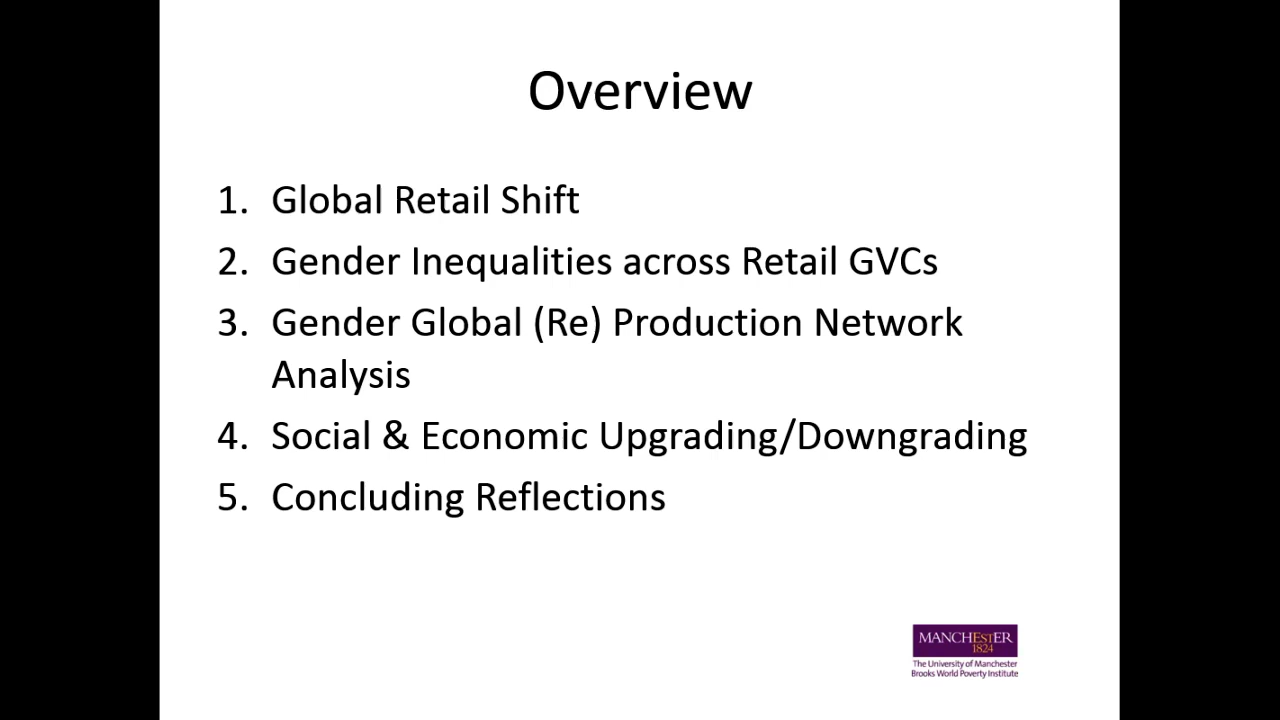 Overview
1. Global Retail Shift
2. Gender Inequalities across Retail GVCs
3. Gender Global (Re) Production Network
Analysis
4. Social & Economic Upgrading/Downgrading
5. Concluding Reflections
MANCHEstER
1824
The University of Manchester
Brooks World Poverty Institute